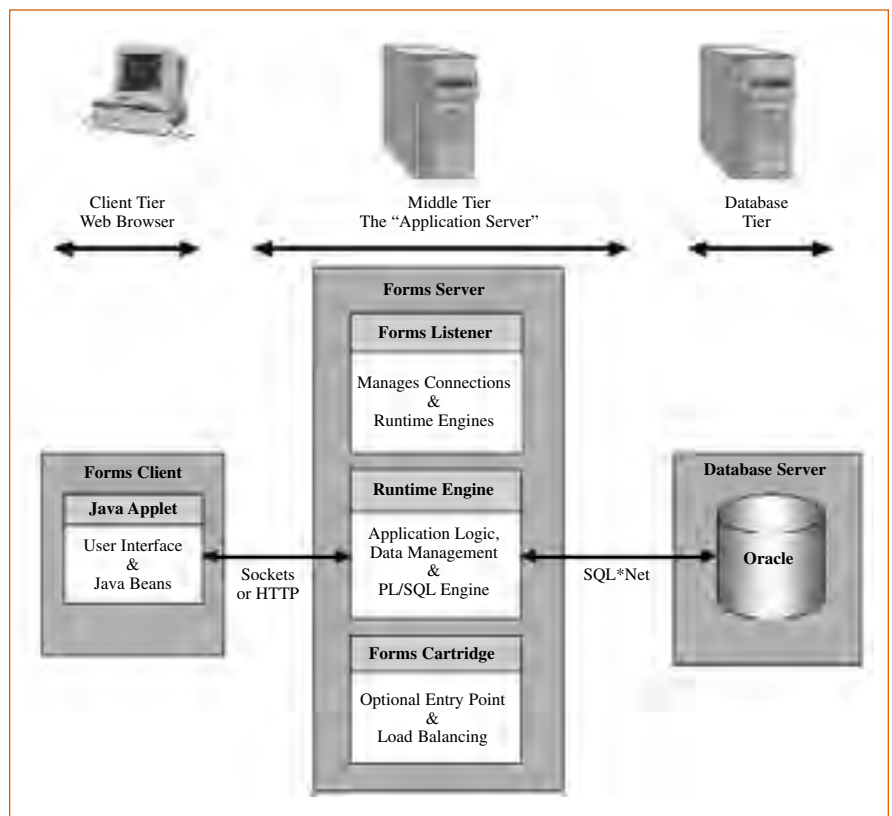 Client Tier
Web Browser
Middle Tier
The “Application Server”
Database
Tier
Forms Server
Forms Listener
Manages Connections
&
Runtime Engines
Forms Client
Java Applet
User Interface
&
Java Beans
Sockets
or HTTP
Runtime Engine
Application Logic,
Data Management
&
PL/SQL Engine
SQL*Net
Database Server
Oracle
Forms Cartridge
Optional Entry Point
&
Load Balancing